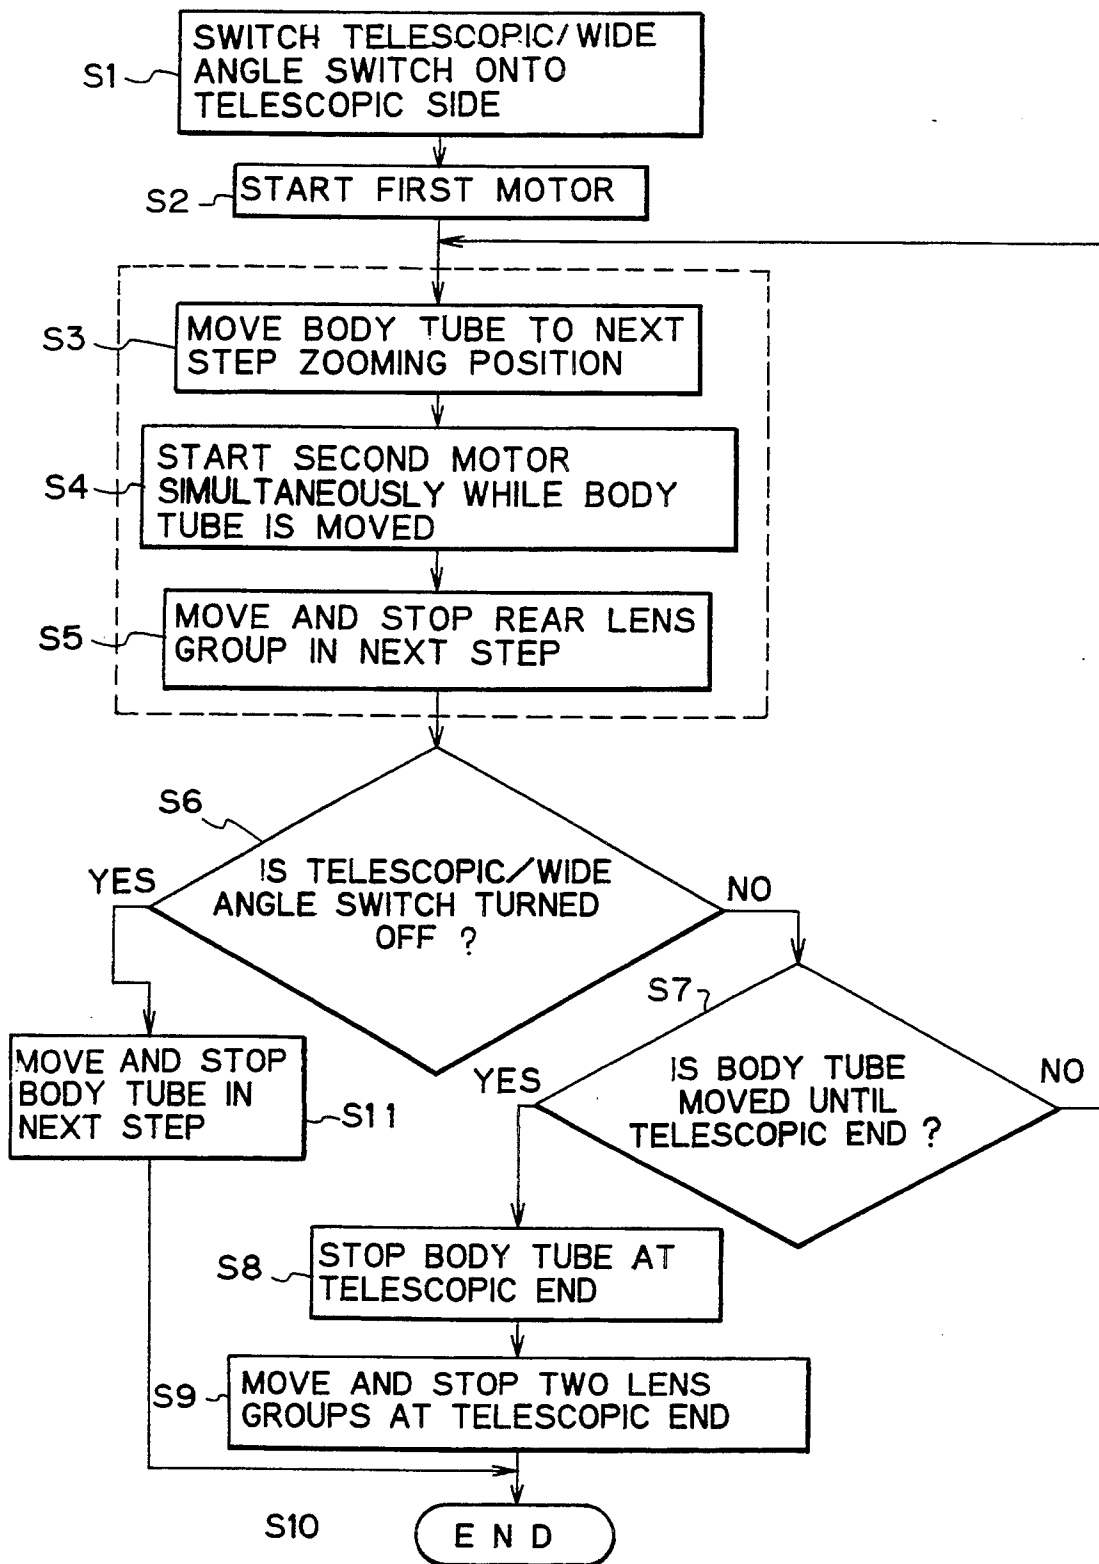 SWITCH TELESCOPIC/WIDE
ANGLE SWITCH ONTO
TELESCOPIC SIDE
S1
START FIRST MOTOR
S2
MOVE BODY TUBE TO NEXT
STEP ZOOMING POSITION
S3
START SECOND MOTOR
SIMULTANEOUSLY WHILE BODY
TUBE IS MOVED
S4
MOVE AND STOP REAR LENS
GROUP IN NEXT STEP
S5
S6
IS TELESCOPIC/WIDE
ANGLE SWITCH TURNED
OFF ?
YES
NO
S7
IS BODY TUBE
MOVED UNTIL
TELESCOPIC END ?
YES
NO
MOVE AND STOP
BODY TUBE IN
NEXT STEP
S11
STOP BODY TUBE AT
TELESCOPIC END
S8
MOVE AND STOP TWO LENS
GROUPS AT TELESCOPIC END
S9
S10
END